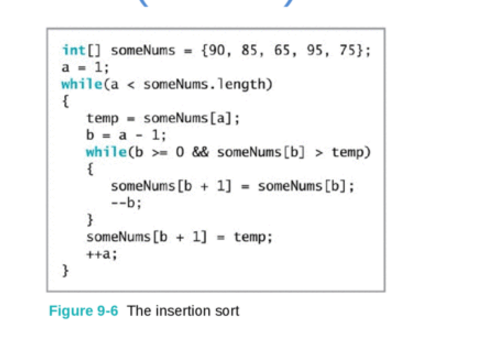 int[] someNums = {90, 85, 65, 95, 75};
a = 1;
while(a < someNums.length)
{
    temp = someNums[a];
    b = a - 1;
    while(b >= 0 && someNums[b] > temp)
    {
        someNums[b + 1] = someNums[b];
        --b;
    }
    someNums[b + 1] = temp;
    ++a;
}
Figure 9-6 The insertion sort